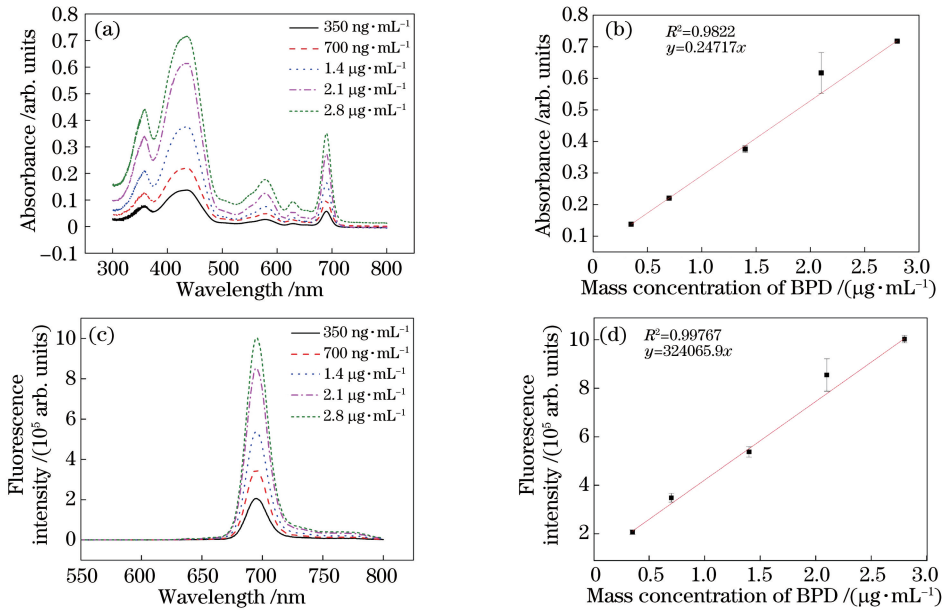 (a)
350 ng·mL⁻¹
700 ng·mL⁻¹
1.4 μg·mL⁻¹
2.1 μg·mL⁻¹
2.8 μg·mL⁻¹
Absorbance /arb. units
0.8
0.7
0.6
0.5
0.4
0.3
0.2
0.1
0
−0.1
300 400 500 600 700 800
Wavelength /nm
(b)
R²=0.9822
y=0.24717x
Absorbance /arb. units
0.8
0.6
0.4
0.2
0.1
0 0.5 1.0 1.5 2.0 2.5 3.0
Mass concentration of BPD /(μg·mL⁻¹)
(c)
350 ng·mL⁻¹
700 ng·mL⁻¹
1.4 μg·mL⁻¹
2.1 μg·mL⁻¹
2.8 μg·mL⁻¹
Fluorescence
intensity /(10⁵ arb. units)
10
8
6
4
2
0
550 600 650 700 750 800
Wavelength /nm
(d)
R²=0.99767
y=324065.9x
Fluorescence
intensity /(10⁵ arb. units)
10
8
6
4
2
0 0.5 1.0 1.5 2.0 2.5 3.0
Mass concentration of BPD /(μg·mL⁻¹)